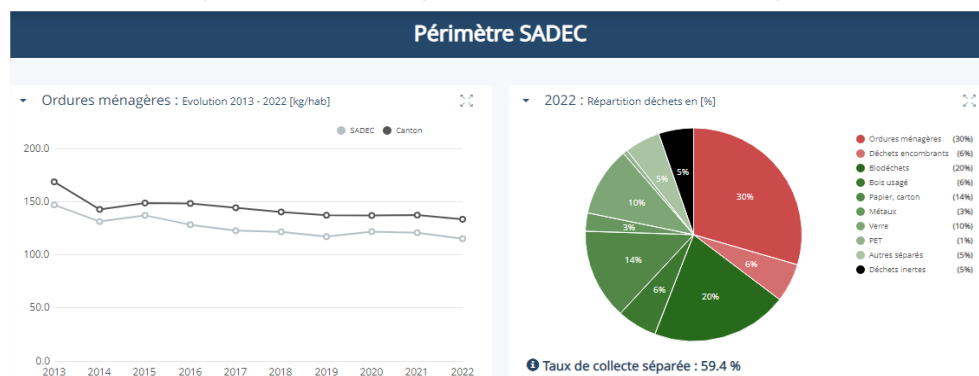 Périmètre SADEC
Ordures ménagères : Evolution 2013 - 2022 [kg/hab]
SADEC Canton
200.0
150.0
100.0
50.0
0.0
2013 2014 2015 2016 2017 2018 2019 2020 2021 2022
2022 : Répartition déchets en [%]
30%
6%
20%
6%
14%
3%
10%
5%
5%
Ordures ménagères (30%)
Déchets encombrants (6%)
Biodéchets (20%)
Bois usagé (6%)
Papier, carton (14%)
Métaux (3%)
Verre (10%)
PET (1%)
Autres séparés (5%)
Déchets inertes (5%)
Taux de collecte séparée : 59.4 %